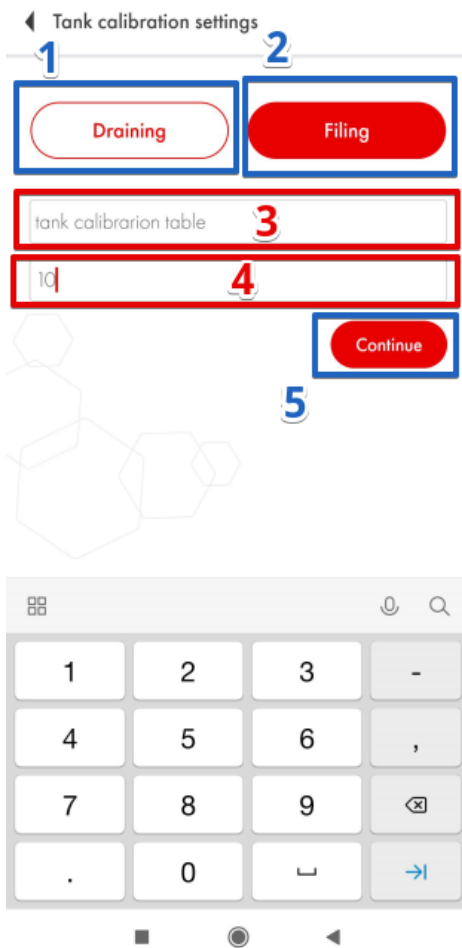 Tank calibration settings
1 2
Draining Filing
tank calibrarion table 3
10 4
Continue
5
1 2 3 -
4 5 6 ,
7 8 9
. 0